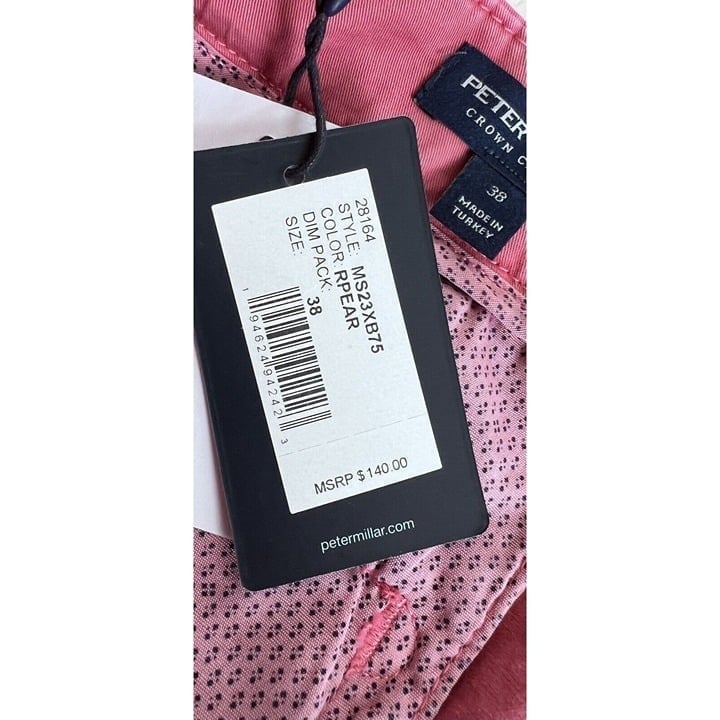 PETER
CROWN C
38
MADE IN
TURKEY
28164
STYLE: MS23XB75
COLOR: RPEAR
DIM PACK:
SIZE: 38
1 94624 94242 3
MSRP $140.00
petermillar.com